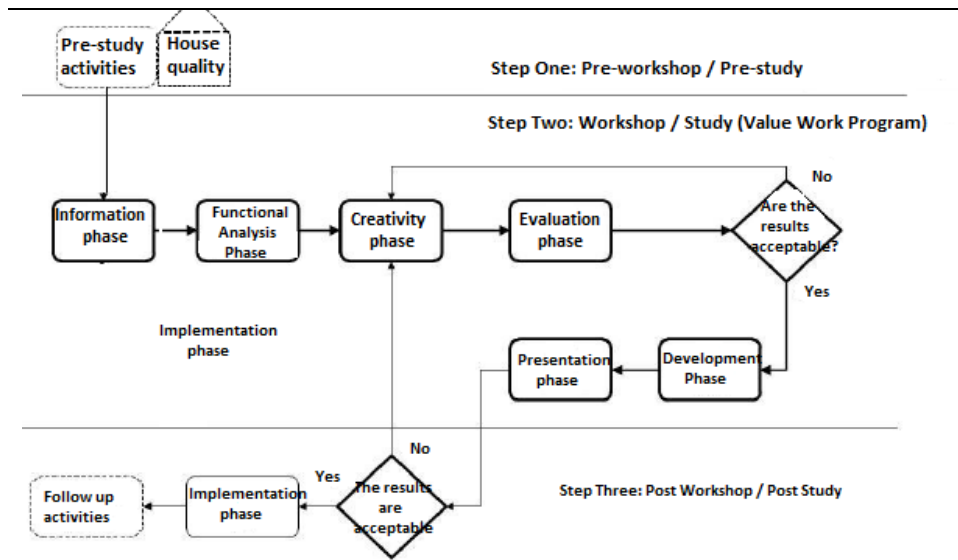 Pre-study
activities
House
quality
Step One: Pre-workshop / Pre-study
Step Two: Workshop / Study (Value Work Program)
No
Information
phase
Functional
Analysis
Phase
Creativity
phase
Evaluation
phase
Are the
results
acceptable?
Yes
Implementation
phase
Presentation
phase
Development
Phase
No
Yes
Follow up
activities
Implementation
phase
The results
are
acceptable
Step Three: Post Workshop / Post Study